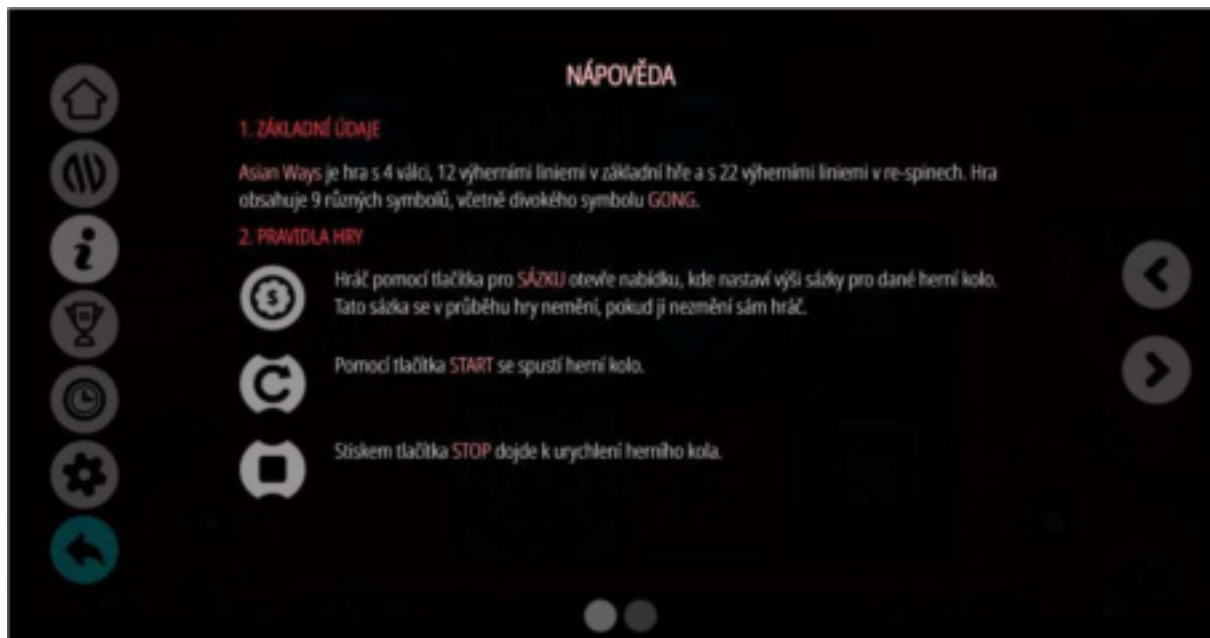 NÁPOVĚDA
1. ZÁKLADNÍ ÚDAJE
Asian Ways je hra s 4 válci, 12 výherními liniemi v základní hře a s 22 výherními liniemi v re-spinech. Hra
obsahuje 9 různých symbolů, včetně divokého symbolu GONG.
2. PRAVIDLA HRY
Hráč pomocí tlačítka pro SÁZKU otevře nabídku, kde nastaví výši sázky pro dané herní kolo.
Tato sázka se v průběhu hry nemění, pokud ji nezmění sám hráč.
Pomocí tlačítka START se spustí herní kolo.
Stiskem tlačítka STOP dojde k urychlení herního kola.